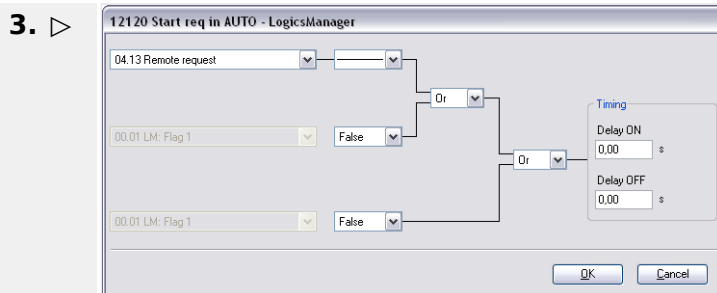 3. ▷
12120 Start req in AUTO - LogicsManager
04.13 Remote request
Or
Timing
00.01 LM: Flag 1 False
Delay ON
0,00 s
Or
Delay OFF
0,00 s
00.01 LM: Flag 1 False
OK Cancel